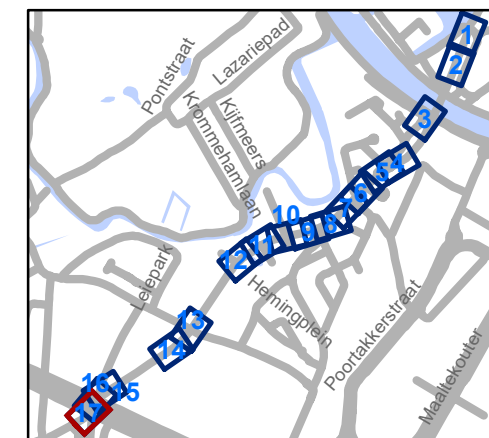 1
2
3
Lazariepad
Pontstraat
Kijfmeers
Krommehamlaan
4
5
6
7
8
9
10
11
12
Leiepark
Hemingplein
Poortakkerstraat
Maaltekouter
13
14
15
16
17